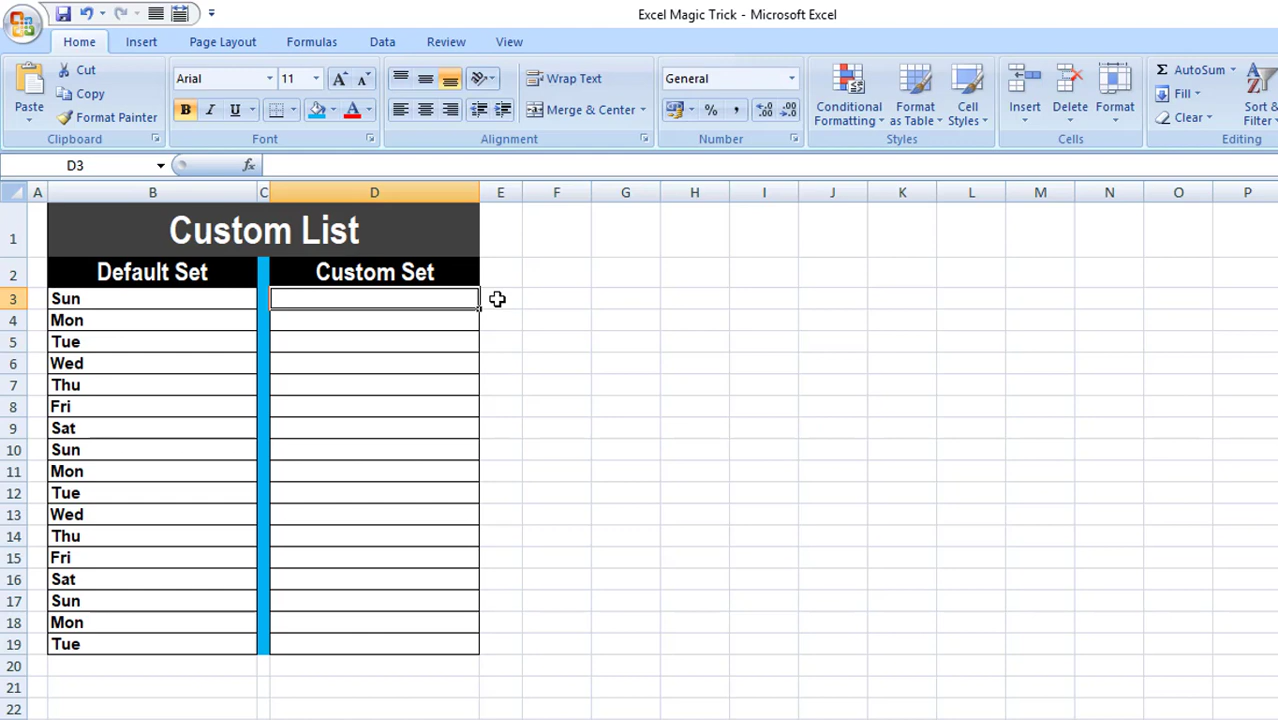 Excel Magic Trick - Microsoft Excel
Home Insert Page Layout Formulas Data Review View
Paste
Cut
Copy
Format Painter
Clipboard
Arial 11
B I U
Font
Wrap Text
Merge & Center
Alignment
General
% ,
Number
Conditional Formatting
Format as Table
Cell Styles
Styles
Insert Delete Format
Cells
Σ AutoSum
Fill
Clear
Sort & Filter
Editing
D3 fx
A B C D E F G H I J K L M N O P
1 Custom List
2 Default Set Custom Set
3 Sun
4 Mon
5 Tue
6 Wed
7 Thu
8 Fri
9 Sat
10 Sun
11 Mon
12 Tue
13 Wed
14 Thu
15 Fri
16 Sat
17 Sun
18 Mon
19 Tue
20
21
22